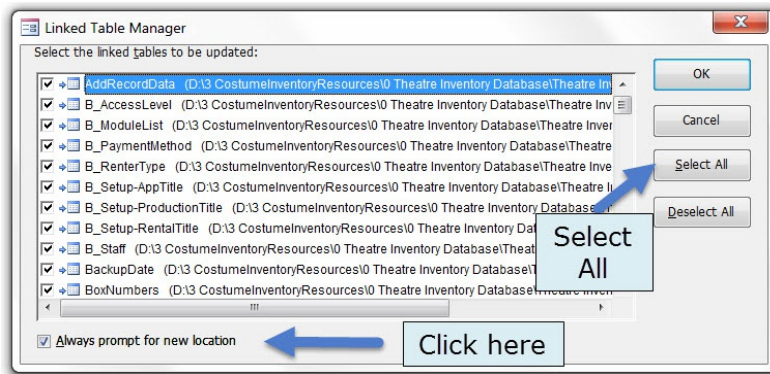 Linked Table Manager
Select the linked tables to be updated:
AddRecordData (D:\3 CostumeInventoryResources\0 Theatre Inventory Database\Theatre Inv
B_AccessLevel (D:\3 CostumeInventoryResources\0 Theatre Inventory Database\Theatre Inv
B_ModuleList (D:\3 CostumeInventoryResources\0 Theatre Inventory Database\Theatre Inver
B_PaymentMethod (D:\3 CostumeInventoryResources\0 Theatre Inventory Database\Theatre
B_RenterType (D:\3 CostumeInventoryResources\0 Theatre Inventory Database\Theatre Inve
B_Setup-AppTitle (D:\3 CostumeInventoryResources\0 Theatre Inventory Database\Theatre
B_Setup-ProductionTitle (D:\3 CostumeInventoryResources\0 Theatre Inventory Database
B_Setup-RentalTitle (D:\3 CostumeInventoryResources\0 Theatre Inventory Dat
B_Staff (D:\3 CostumeInventoryResources\0 Theatre Inventory Database\Theat
BackupDate (D:\3 CostumeInventoryResources\0 Theatre Inventory Database\T
BoxNumbers (D:\3 CostumeInventoryResources\0 Theatre Inventory Database\
Always prompt for new location
OK
Cancel
Select All
Deselect All
Select
All
Click here